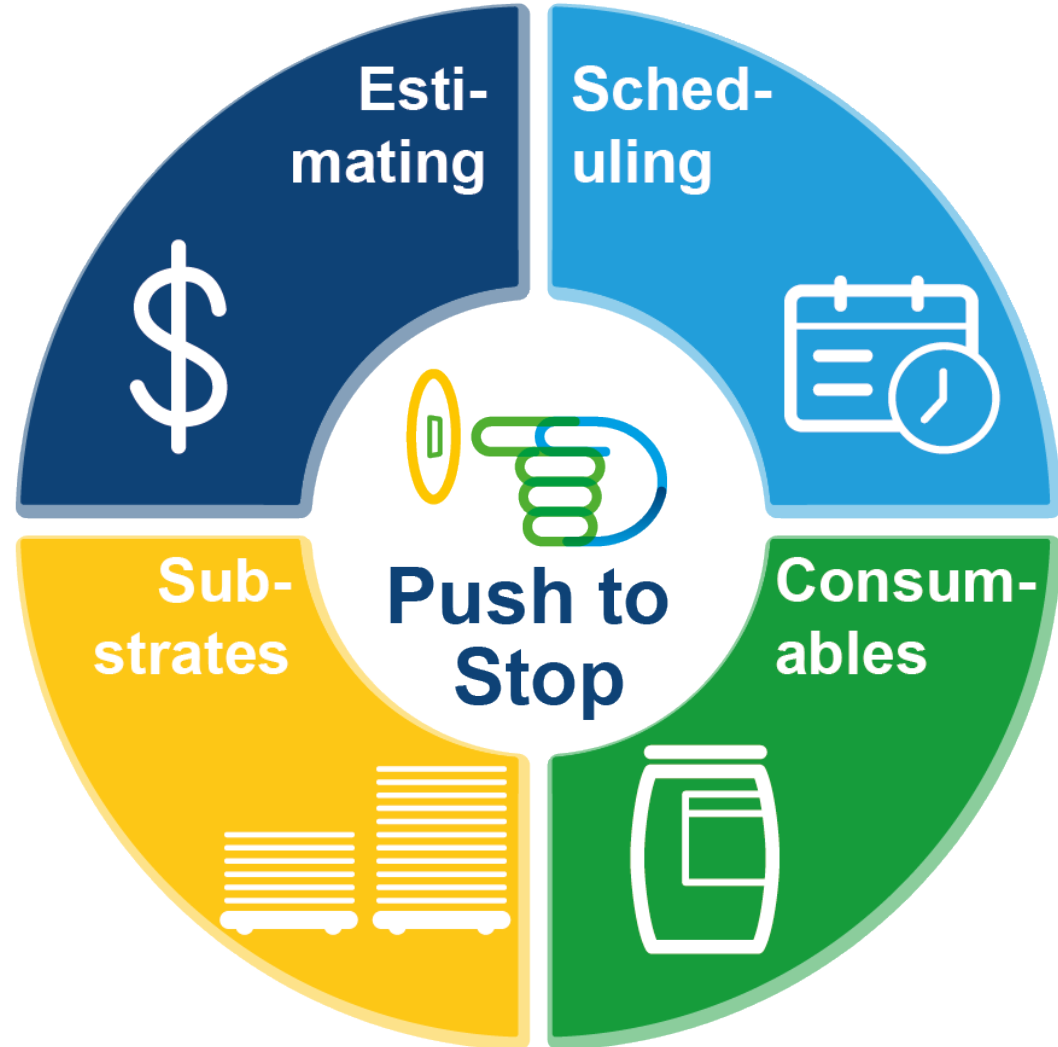 Esti-
mating
Sched-
uling
Push to
Stop
Sub-
strates
Consum-
ables